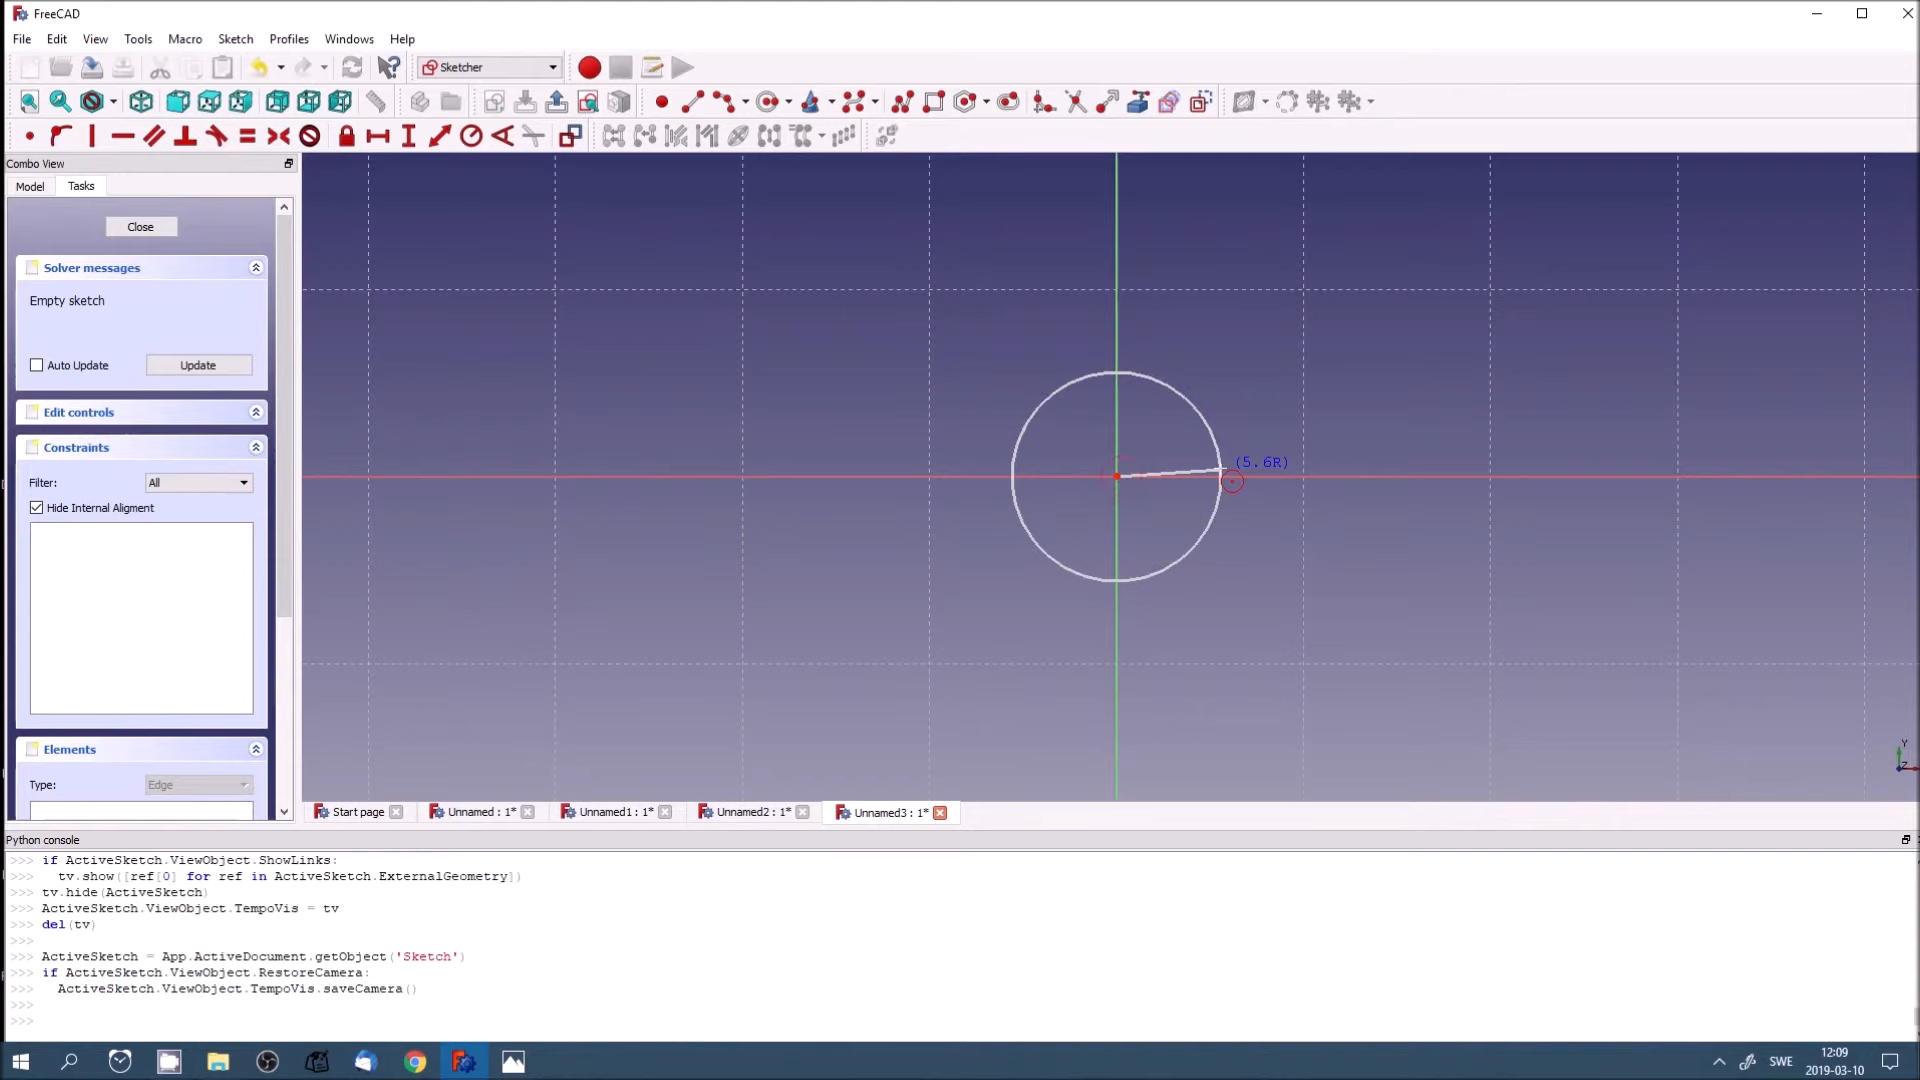 FreeCAD
File Edit View Tools Macro Sketch Profiles Windows Help
Sketcher
Combo View
Model Tasks
Close
Solver messages
Empty sketch
Auto Update Update
Edit controls
Constraints
Filter: All
Hide Internal Aligment
Elements
Type: Edge
(5.6R)
Y
Z
Start page Unnamed : 1* Unnamed1 : 1* Unnamed2 : 1* Unnamed3 : 1*
Python console
>>> if ActiveSketch.ViewObject.ShowLinks:
>>>   tv.show([ref[0] for ref in ActiveSketch.ExternalGeometry])
>>> tv.hide(ActiveSketch)
>>> ActiveSketch.ViewObject.TempoVis = tv
>>> del(tv)
>>>
>>> ActiveSketch = App.ActiveDocument.getObject('Sketch')
>>> if ActiveSketch.ViewObject.RestoreCamera:
>>>   ActiveSketch.ViewObject.TempoVis.saveCamera()
>>>
>>>
SWE
12:09
2019-03-10